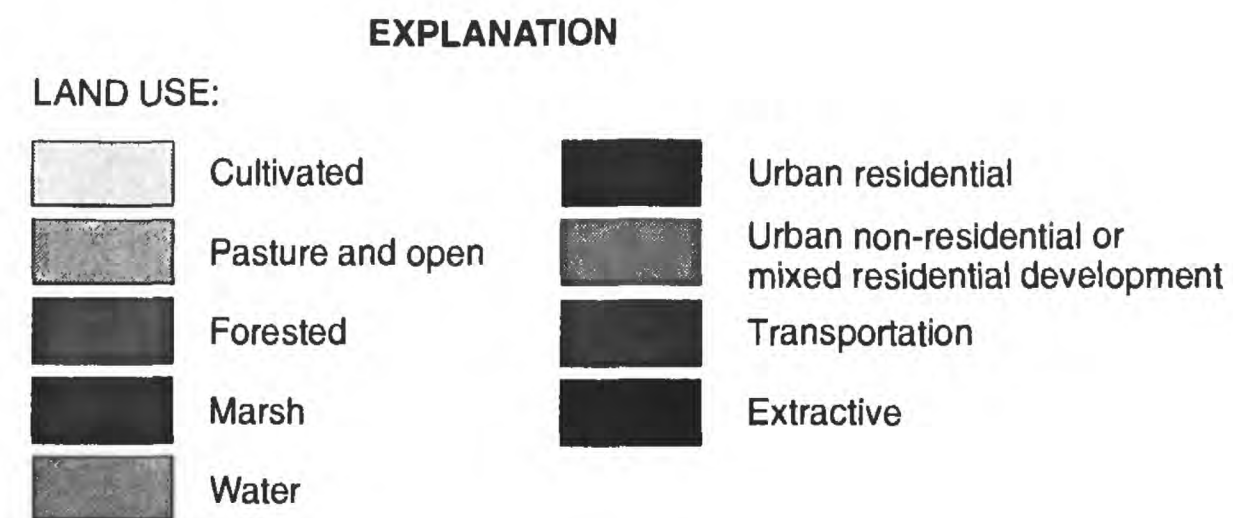 EXPLANATION
LAND USE:
Cultivated
Pasture and open
Forested
Marsh
Water
Urban residential
Urban non-residential or
mixed residential development
Transportation
Extractive